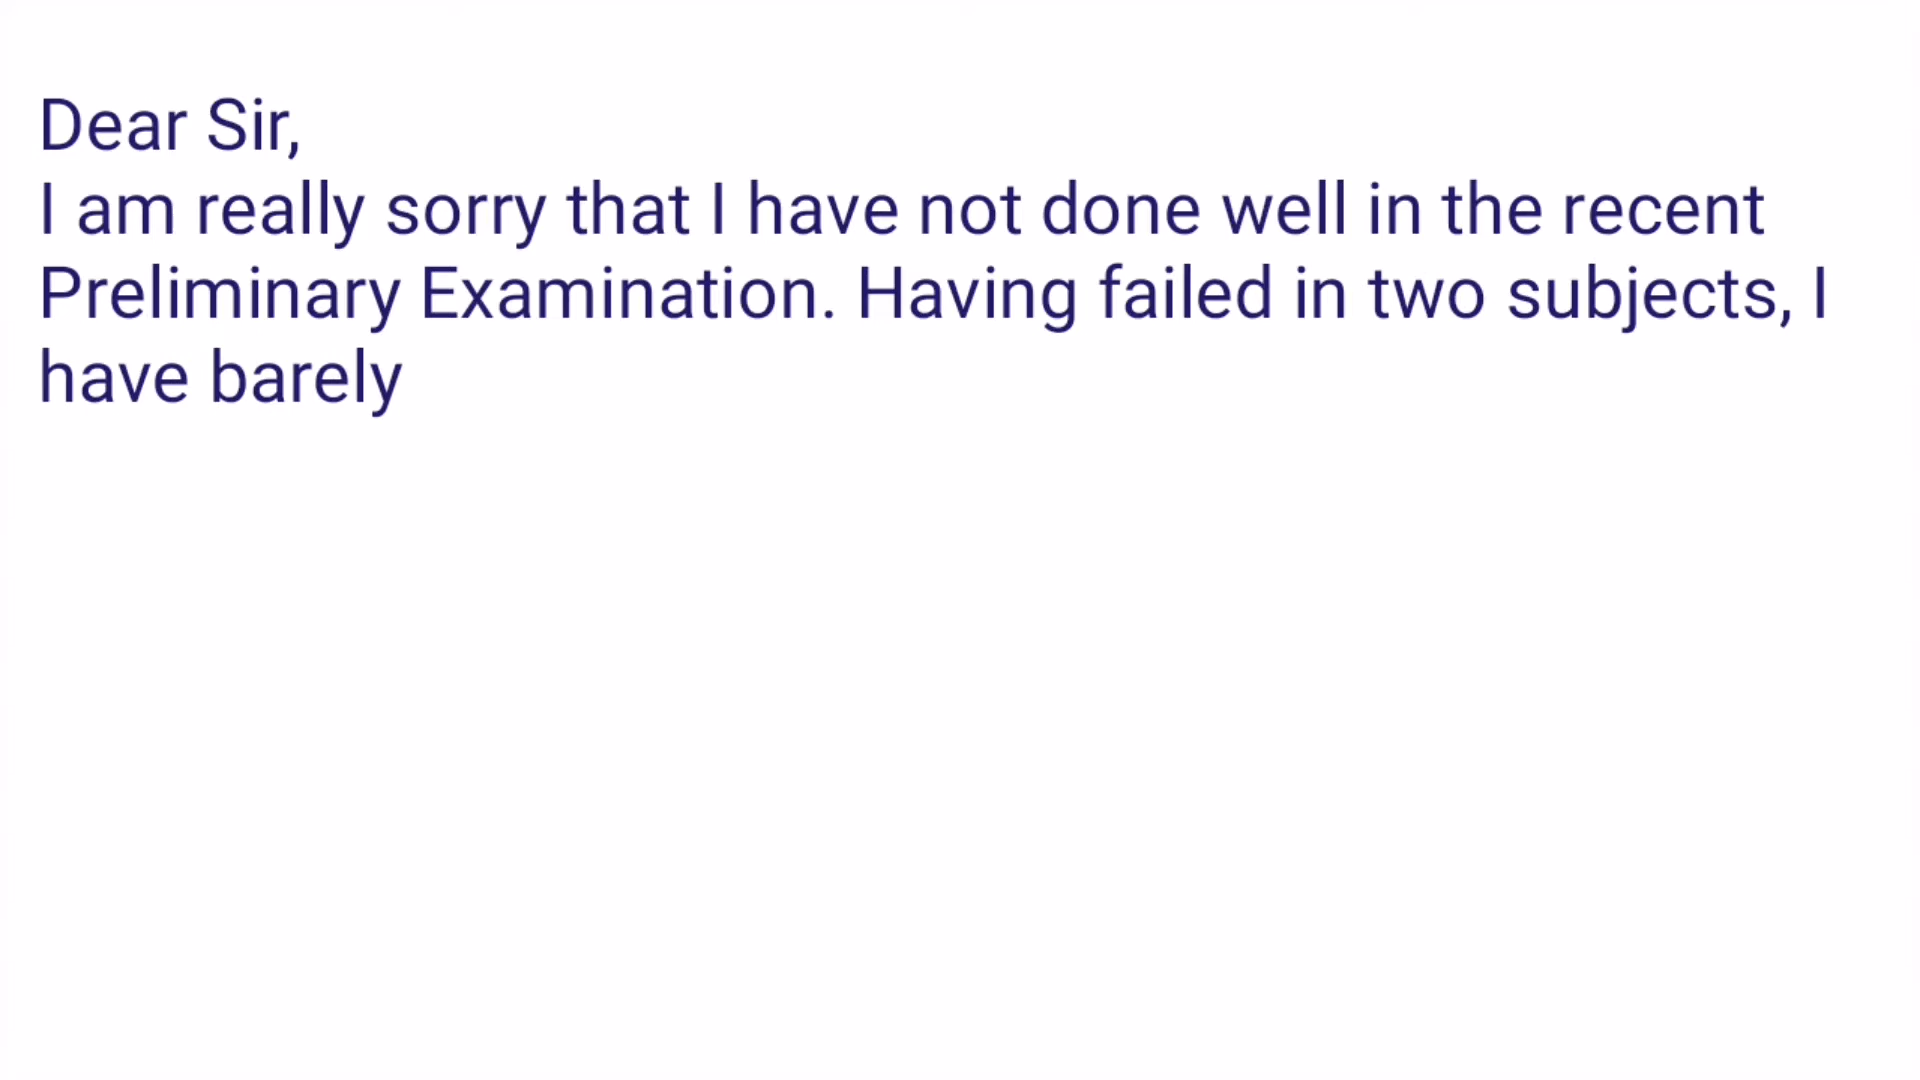 Dear Sir,
I am really sorry that I have not done well in the recent
Preliminary Examination. Having failed in two subjects, I
have barely